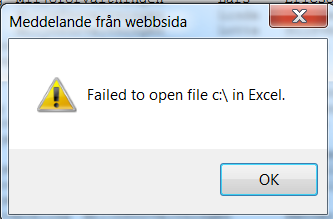 Meddelande från webbsida
Failed to open file c:\ in Excel.
OK